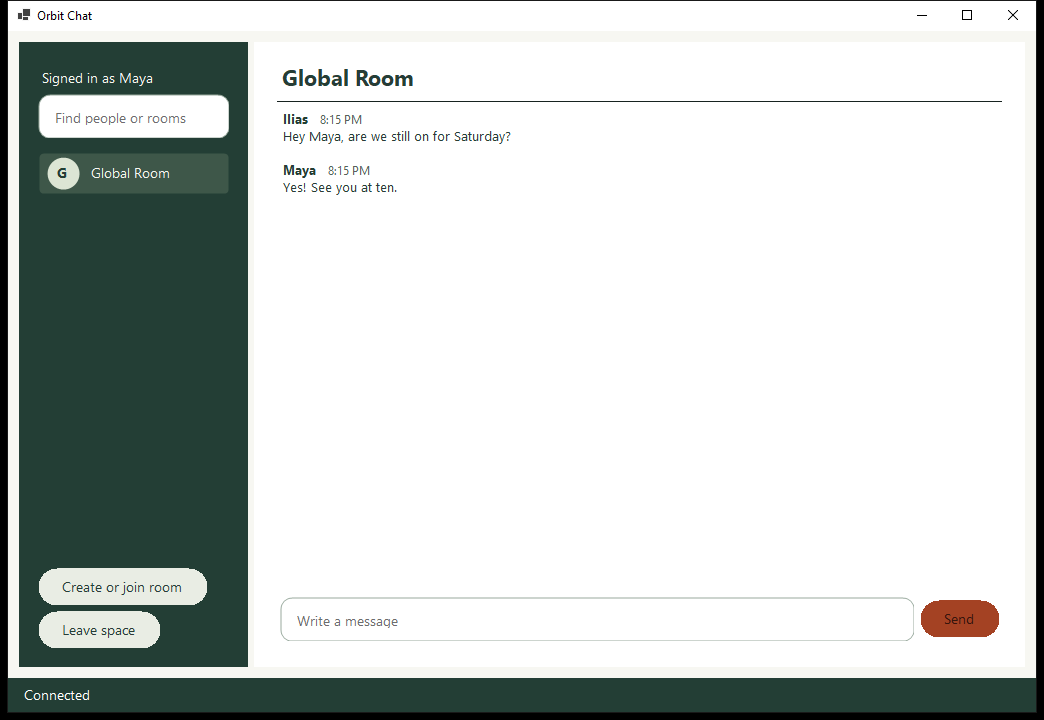 Orbit Chat
Signed in as Maya
Find people or rooms
G Global Room
Create or join room
Leave space
Global Room
Ilias 8:15 PM
Hey Maya, are we still on for Saturday?
Maya 8:15 PM
Yes! See you at ten.
Write a message
Send
Connected